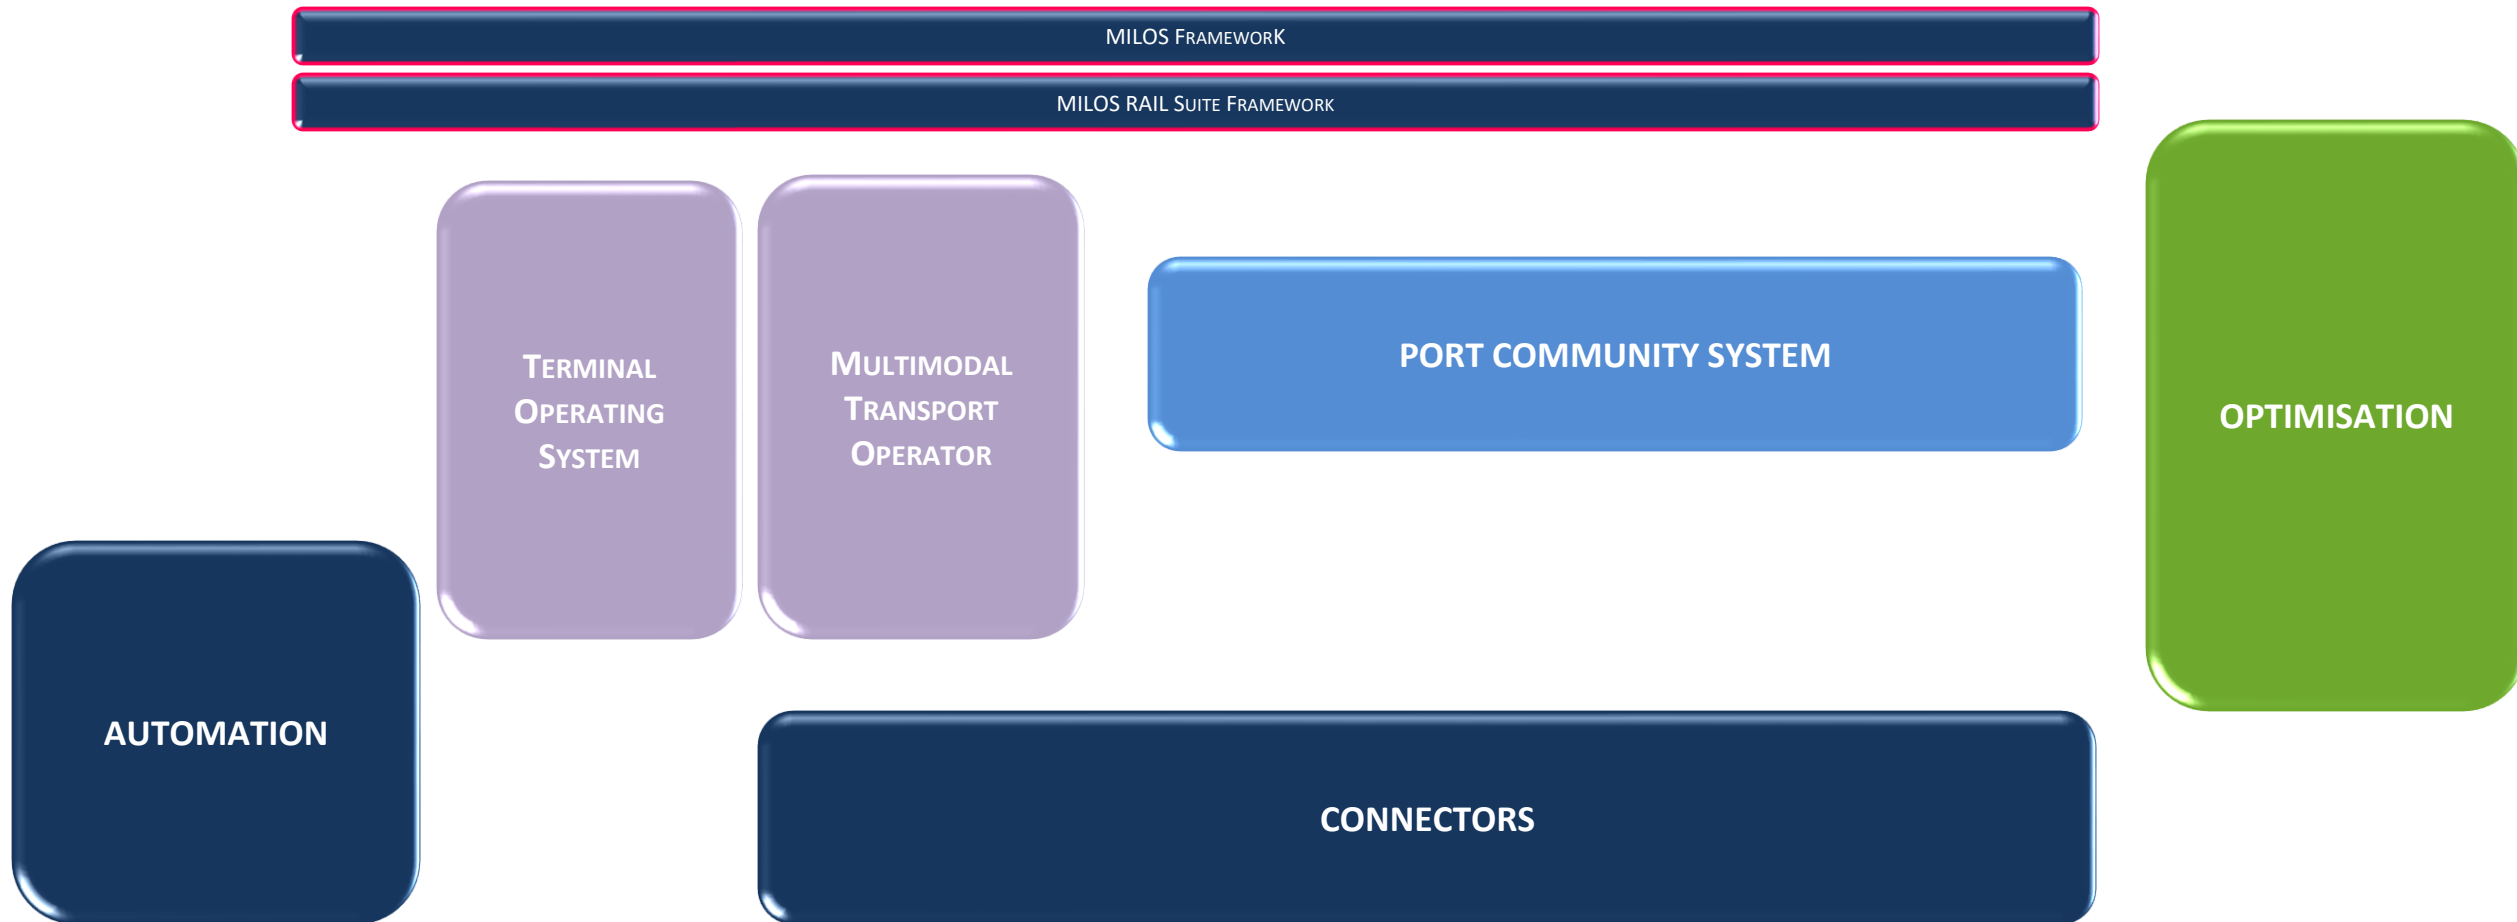 MILOS FRAMEWORK
MILOS RAIL SUITE FRAMEWORK
TERMINAL
OPERATING
SYSTEM
MULTIMODAL
TRANSPORT
OPERATOR
PORT COMMUNITY SYSTEM
OPTIMISATION
AUTOMATION
CONNECTORS